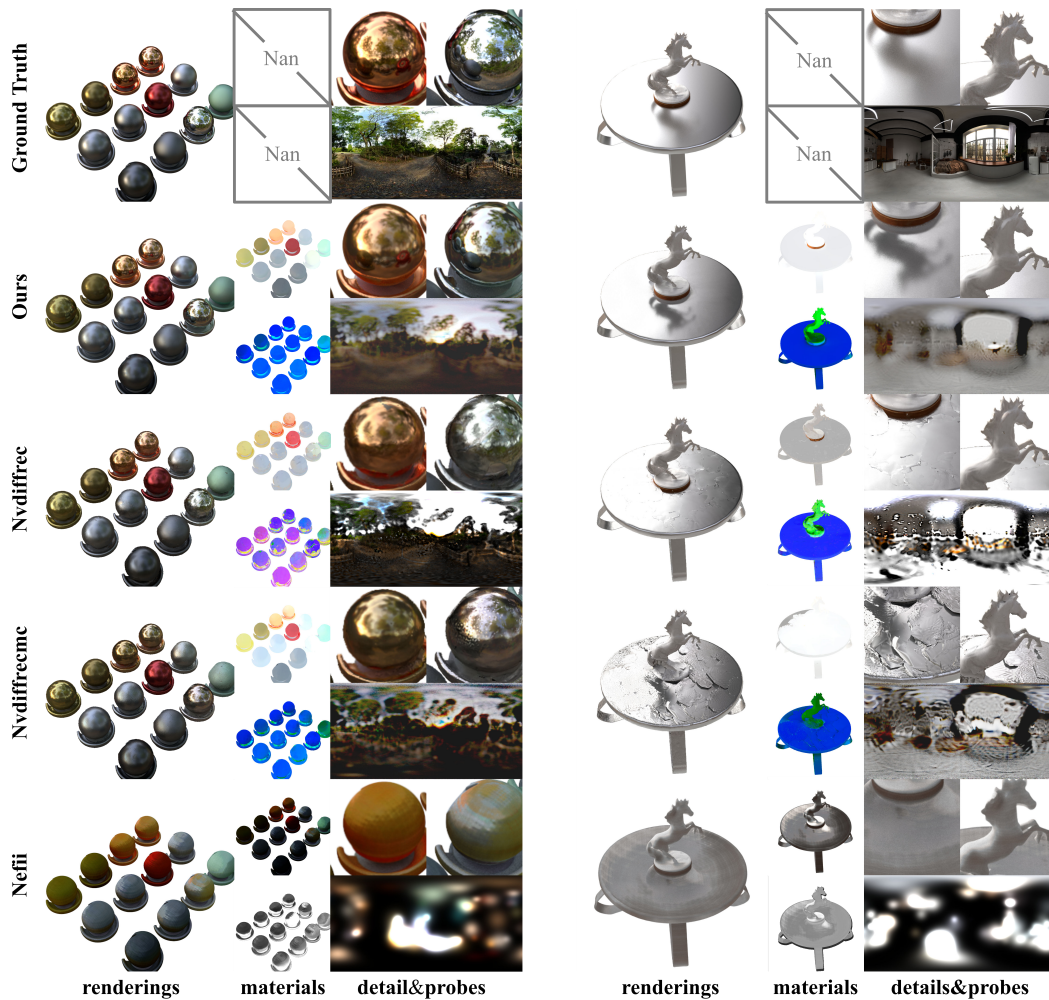 Ground Truth
Nan
Nan
Nan
Nan
Ours
Nvdiffrec
Nvdiffrecmc
Nefii
renderings materials detail&probes renderings materials details&probes